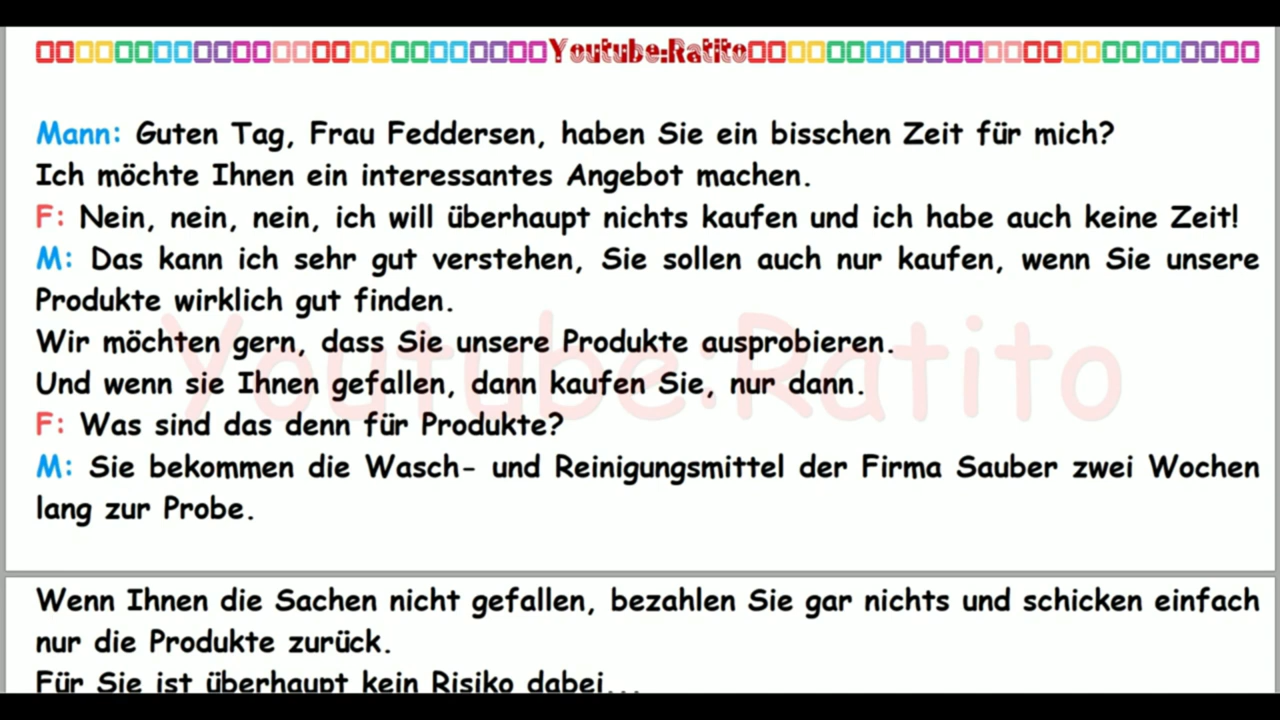 Youtube:Ratito
Mann: Guten Tag, Frau Feddersen, haben Sie ein bisschen Zeit für mich?
Ich möchte Ihnen ein interessantes Angebot machen.
F: Nein, nein, nein, ich will überhaupt nichts kaufen und ich habe auch keine Zeit!
M: Das kann ich sehr gut verstehen, Sie sollen auch nur kaufen, wenn Sie unsere
Produkte wirklich gut finden.
Wir möchten gern, dass Sie unsere Produkte ausprobieren.
Und wenn sie Ihnen gefallen, dann kaufen Sie, nur dann.
Youtube:Ratito
F: Was sind das denn für Produkte?
M: Sie bekommen die Wasch- und Reinigungsmittel der Firma Sauber zwei Wochen
lang zur Probe.
Wenn Ihnen die Sachen nicht gefallen, bezahlen Sie gar nichts und schicken einfach
nur die Produkte zurück.
Für Sie ist überhaupt kein Risiko dabei...